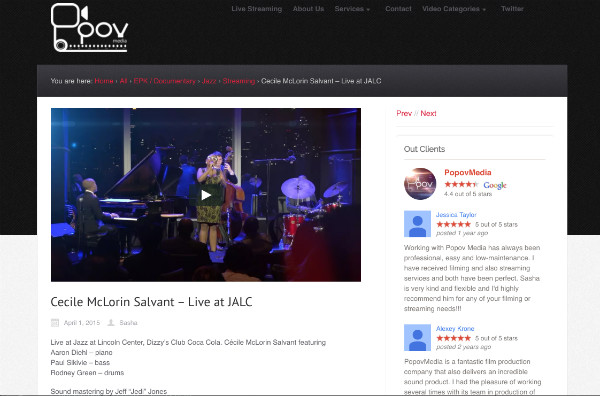 Popov
media
Live Streaming About Us Services » Contact Video Categories » Twitter
You are here: Home › All › EPK / Documentary › Jazz › Streaming › Cecile McLorin Salvant – Live at JALC
Cecile McLorin Salvant – Live at JALC
April 1, 2015 Sasha
Live at Jazz at Lincoln Center, Dizzy's Club Coca Cola. Cécile McLorin Salvant featuring
Aaron Diehl – piano
Paul Sikivie – bass
Rodney Green – drums
Sound mastering by Jeff "Jedi" Jones
Prev // Next
Out Clients
Popov
PopovMedia
Google
4.4 out of 5 stars
Jessica Taylor
5 out of 5 stars
posted 1 year ago
Working with Popov Media has always been
professional, easy and low-maintenance. I
have received filming and also streaming
services and both have been perfect. Sasha
is very kind and flexible and I'd highly
recommend him for any of your filming or
streaming needs!!!
Alexey Krono
5 out of 5 stars
posted 2 years ago
PopovMedia is a fantastic film production
company that also delivers an incredible
sound product. I had the pleasure of working
several times with its team in production of